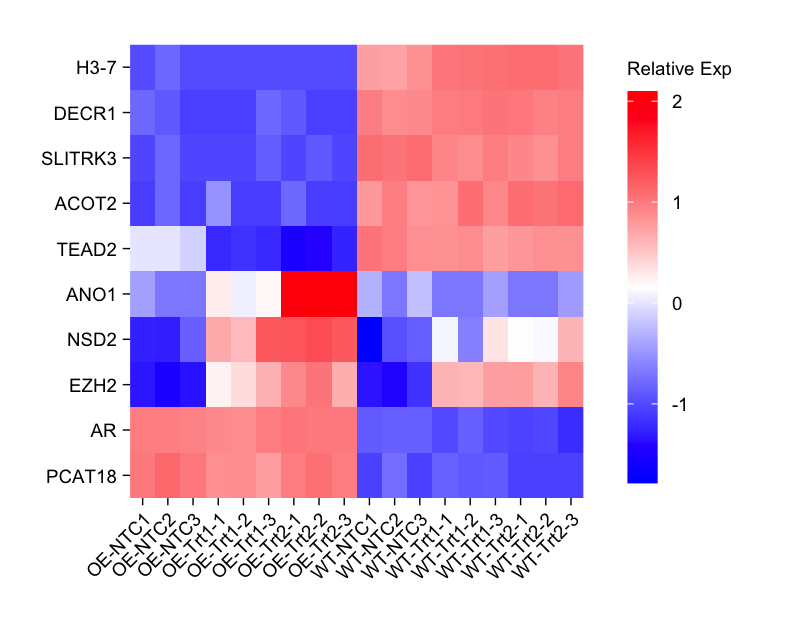 Relative Exp
H3-7
DECR1
SLITRK3
ACOT2
TEAD2
ANO1
NSD2
EZH2
AR
PCAT18
2
1
0
-1
OE-NTC1
OE-NTC2
OE-NTC3
OE-Trt1-1
OE-Trt1-2
OE-Trt1-3
OE-Trt2-1
OE-Trt2-2
OE-Trt2-3
WT-NTC1
WT-NTC2
WT-NTC3
WT-Trt1-1
WT-Trt1-2
WT-Trt1-3
WT-Trt2-1
WT-Trt2-2
WT-Trt2-3